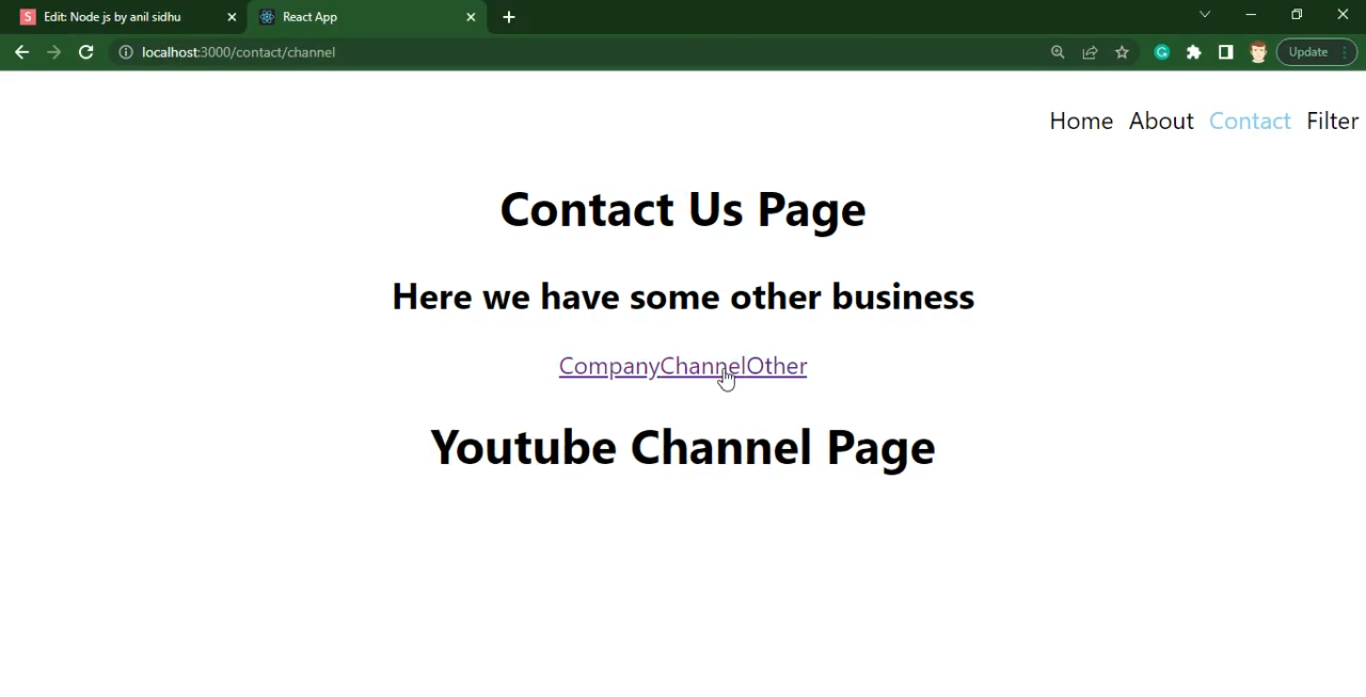 S Edit: Node js by anil sidhu
React App
localhost:3000/contact/channel
Update
Home About Contact Filter
Contact Us Page
Here we have some other business
CompanyChannelOther
Youtube Channel Page